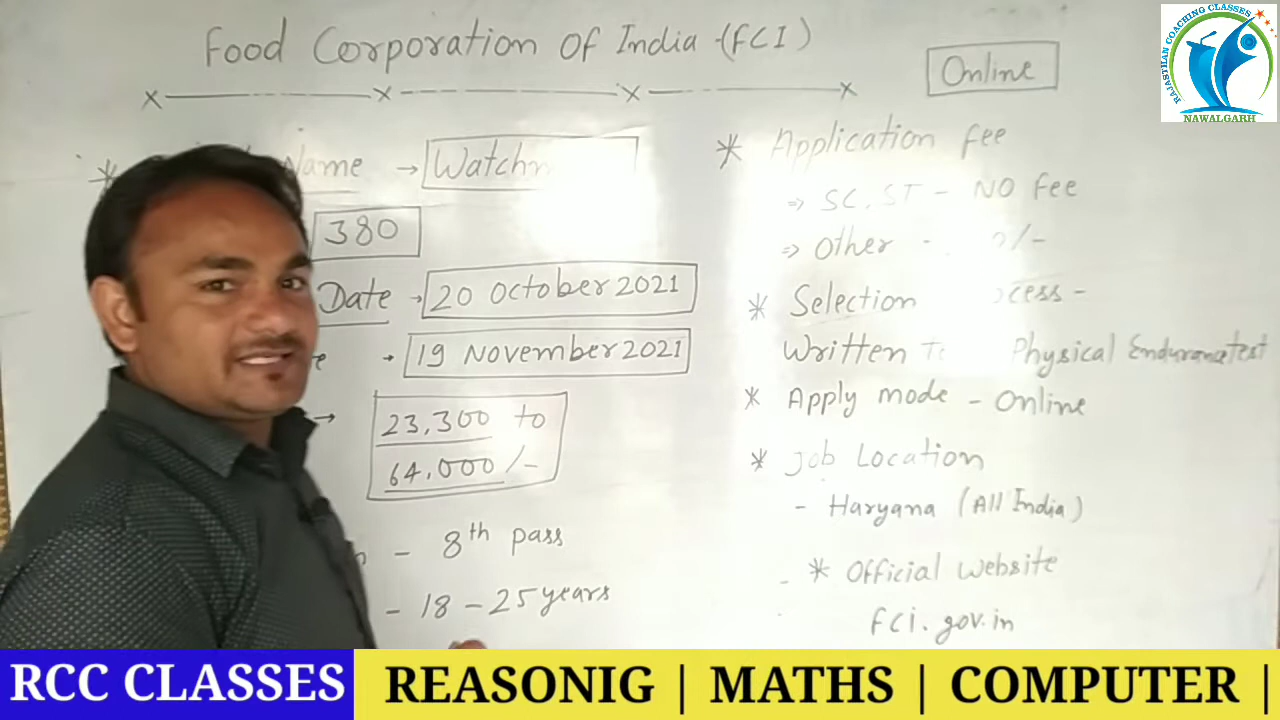 Food Corporation Of India (FCI)
Online
Name → Watchm
380
Date → 20 October 2021
19 November 2021
→ 23,300 to
64,000/-
- 8th pass
- 18 - 25 years
* Application fee
⇒ SC, ST - NO fee
⇒ Other - /-
* Selection cess -
Written Physical Endurance test
* Apply mode - Online
* Job Location
- Haryana (All India)
* Official website
fci.gov.in
RAJASTHAN COACHING CLASSES
NAWALGARH
RCC CLASSES REASONIG | MATHS | COMPUTER |